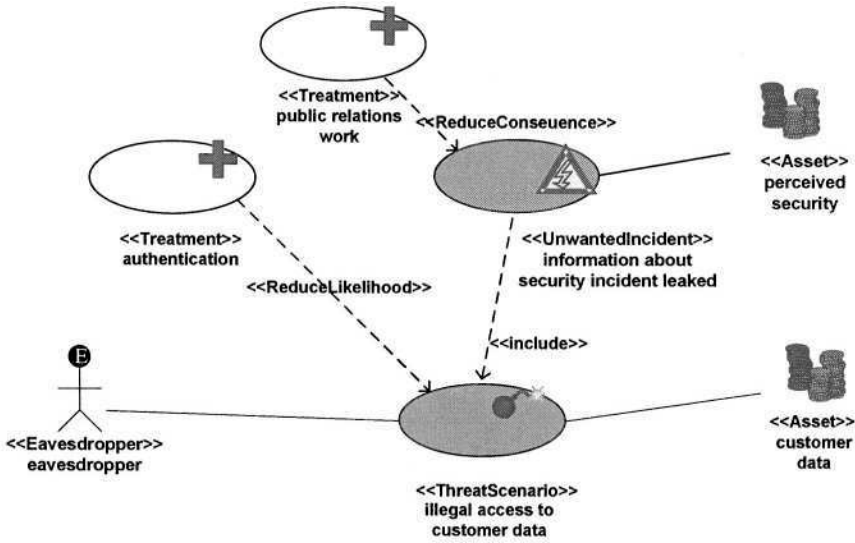 <<Treatment>>
public relations
work
<<ReduceConseuence>>
<<Asset>>
perceived
security
<<Treatment>>
authentication
<<UnwantedIncident>>
information about
security incident leaked
<<ReduceLikelihood>>
<<include>>
E
<<Eavesdropper>>
eavesdropper
<<Asset>>
customer
data
<<ThreatScenario>>
illegal access to
customer data